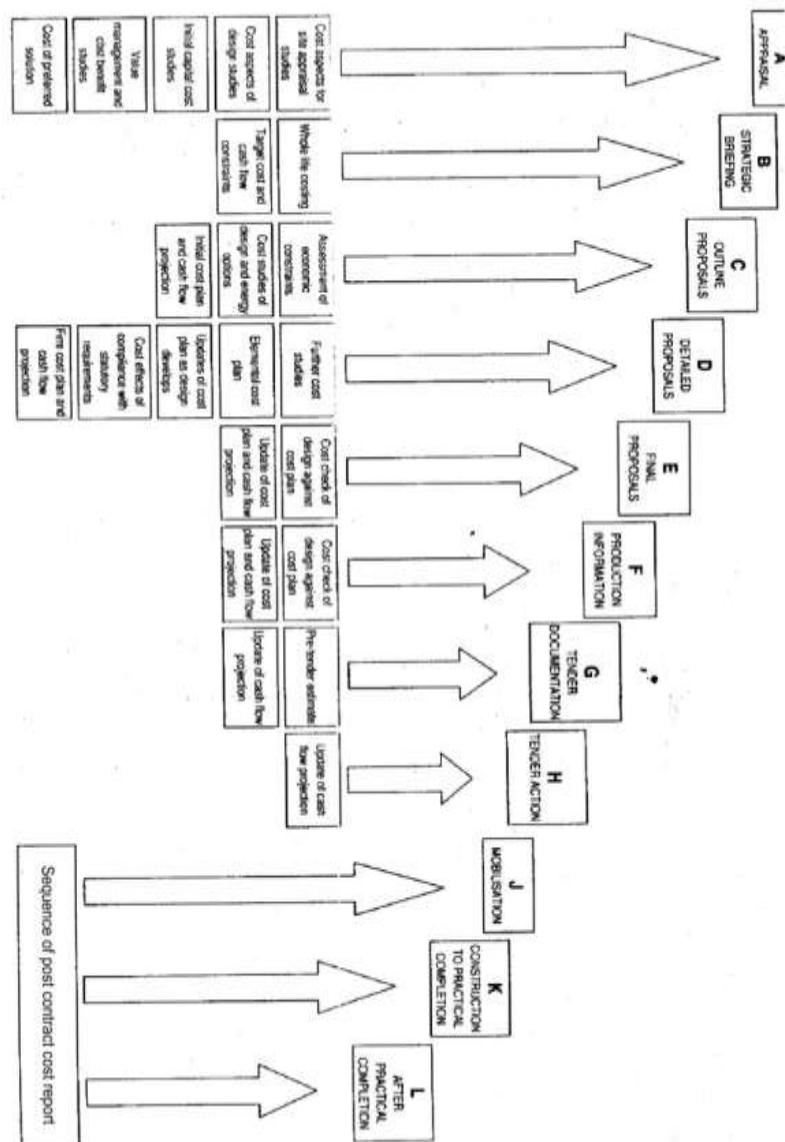 A
APPRAISAL
Cost aspects for
site appraisal
studies
Cost aspects of
design studies
Initial capital cost
studies
Value
management and
cost benefit
studies
Cost of preferred
solution
B
STRATEGIC
BRIEFING
Whole life costing
Target cost and
cash flow
constraints
C
OUTLINE
PROPOSALS
Assessment of
economic
constraints
Cost studies of
design and energy
options
Initial cost plan
and cash flow
projection
D
DETAILED
PROPOSALS
Further cost
studies
Elemental cost
plan
Updates of cost
plan as design
develops
Cost effects of
compliance with
statutory
requirements
Firm cost plan and
cash flow
projection
E
FINAL
PROPOSALS
Cost check of
design against
cost plan
Update of cost
plan and cash flow
projection
F
PRODUCTION
INFORMATION
Cost check of
design against
cost plan
Update of cost
plan and cash flow
projection
G
TENDER
DOCUMENTATION
Pre-tender estimate
Update of cash flow
projection
H
TENDER ACTION
Update of cash
flow projection
J
MOBILISATION
K
CONSTRUCTION
TO PRACTICAL
COMPLETION
L
AFTER
PRACTICAL
COMPLETION
Sequence of post contract cost report